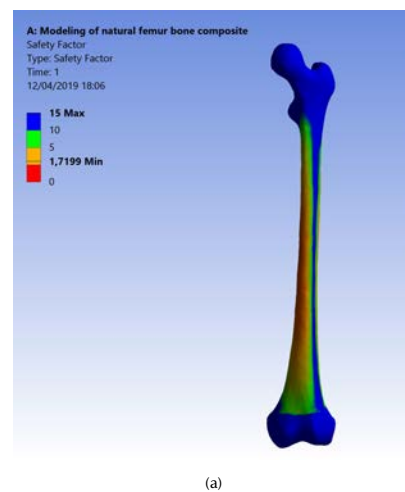 A: Modeling of natural femur bone composite
Safety Factor
Type: Safety Factor
Time: 1
12/04/2019 18:06
15 Max
10
5
1,7199 Min
0
(a)